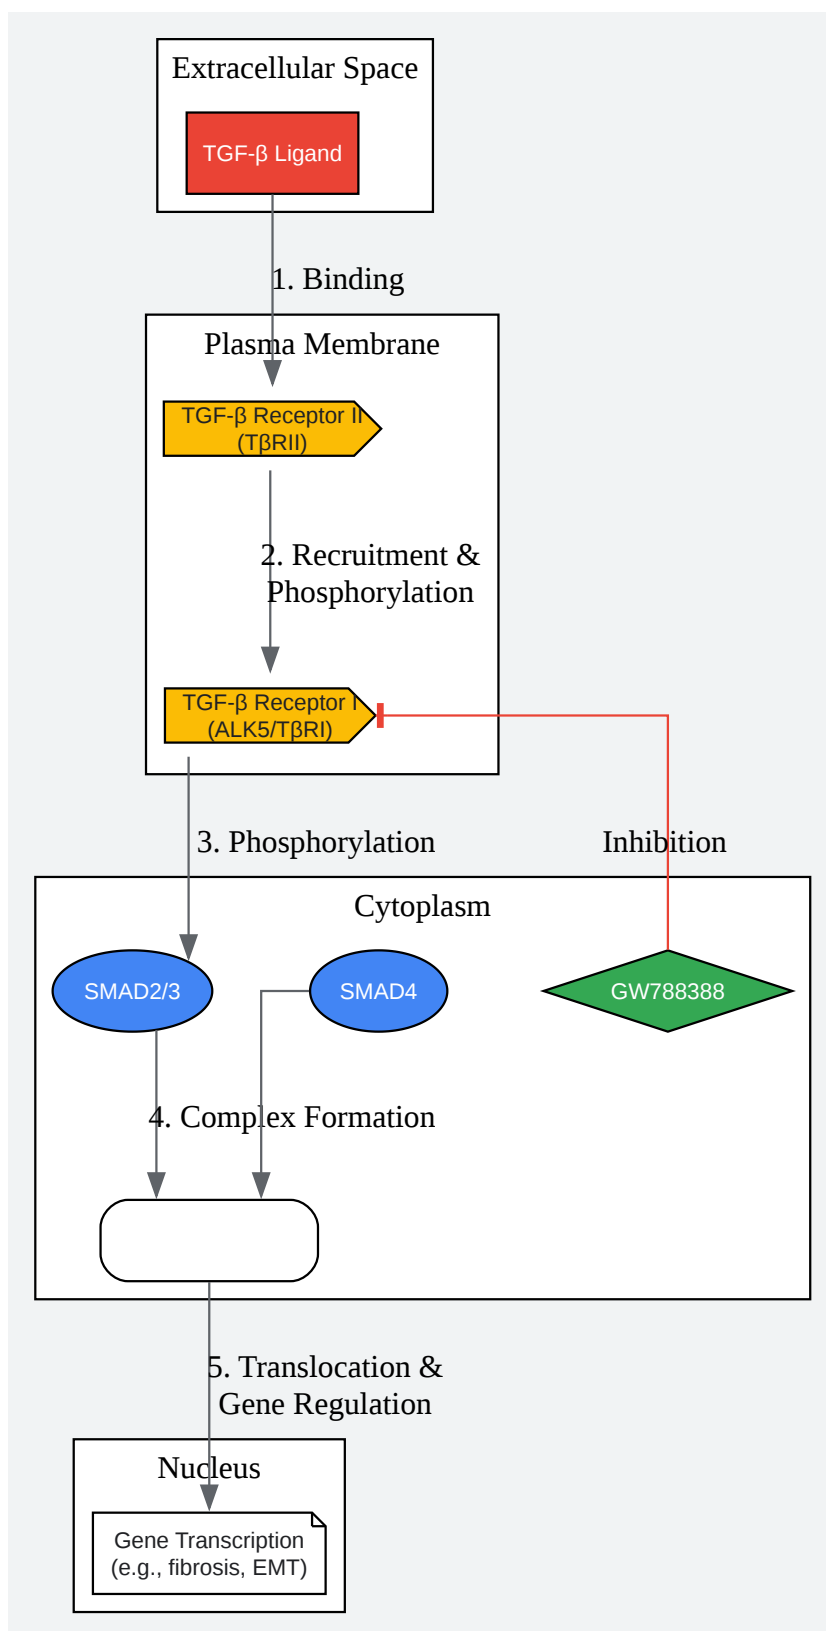 Extracellular Space
TGF-β Ligand
1. Binding
Plasma Membrane
TGF-β Receptor II
(TβRII)
2. Recruitment &
Phosphorylation
TGF-β Receptor I
(ALK5/TβRI)
3. Phosphorylation
Inhibition
Cytoplasm
SMAD2/3
SMAD4
GW788388
4. Complex Formation
5. Translocation &
Gene Regulation
Nucleus
Gene Transcription
(e.g., fibrosis, EMT)